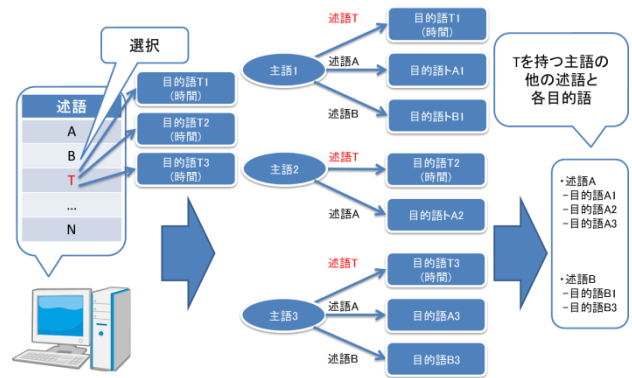 選択
述語
A
B
T
...
N
目的語T1
(時間)
目的語T2
(時間)
目的語T3
(時間)
主語1
述語T
述語A
述語B
目的語T1
(時間)
目的語トA1
目的語トB1
主語2
述語T
述語A
目的語T2
(時間)
目的語トA2
主語3
述語T
述語A
述語B
目的語T3
(時間)
目的語A3
目的語B3
Tを持つ主語の
他の述語と
各目的語
・述語A
－目的語A1
－目的語A2
－目的語A3
・述語B
－目的語B1
－目的語B3